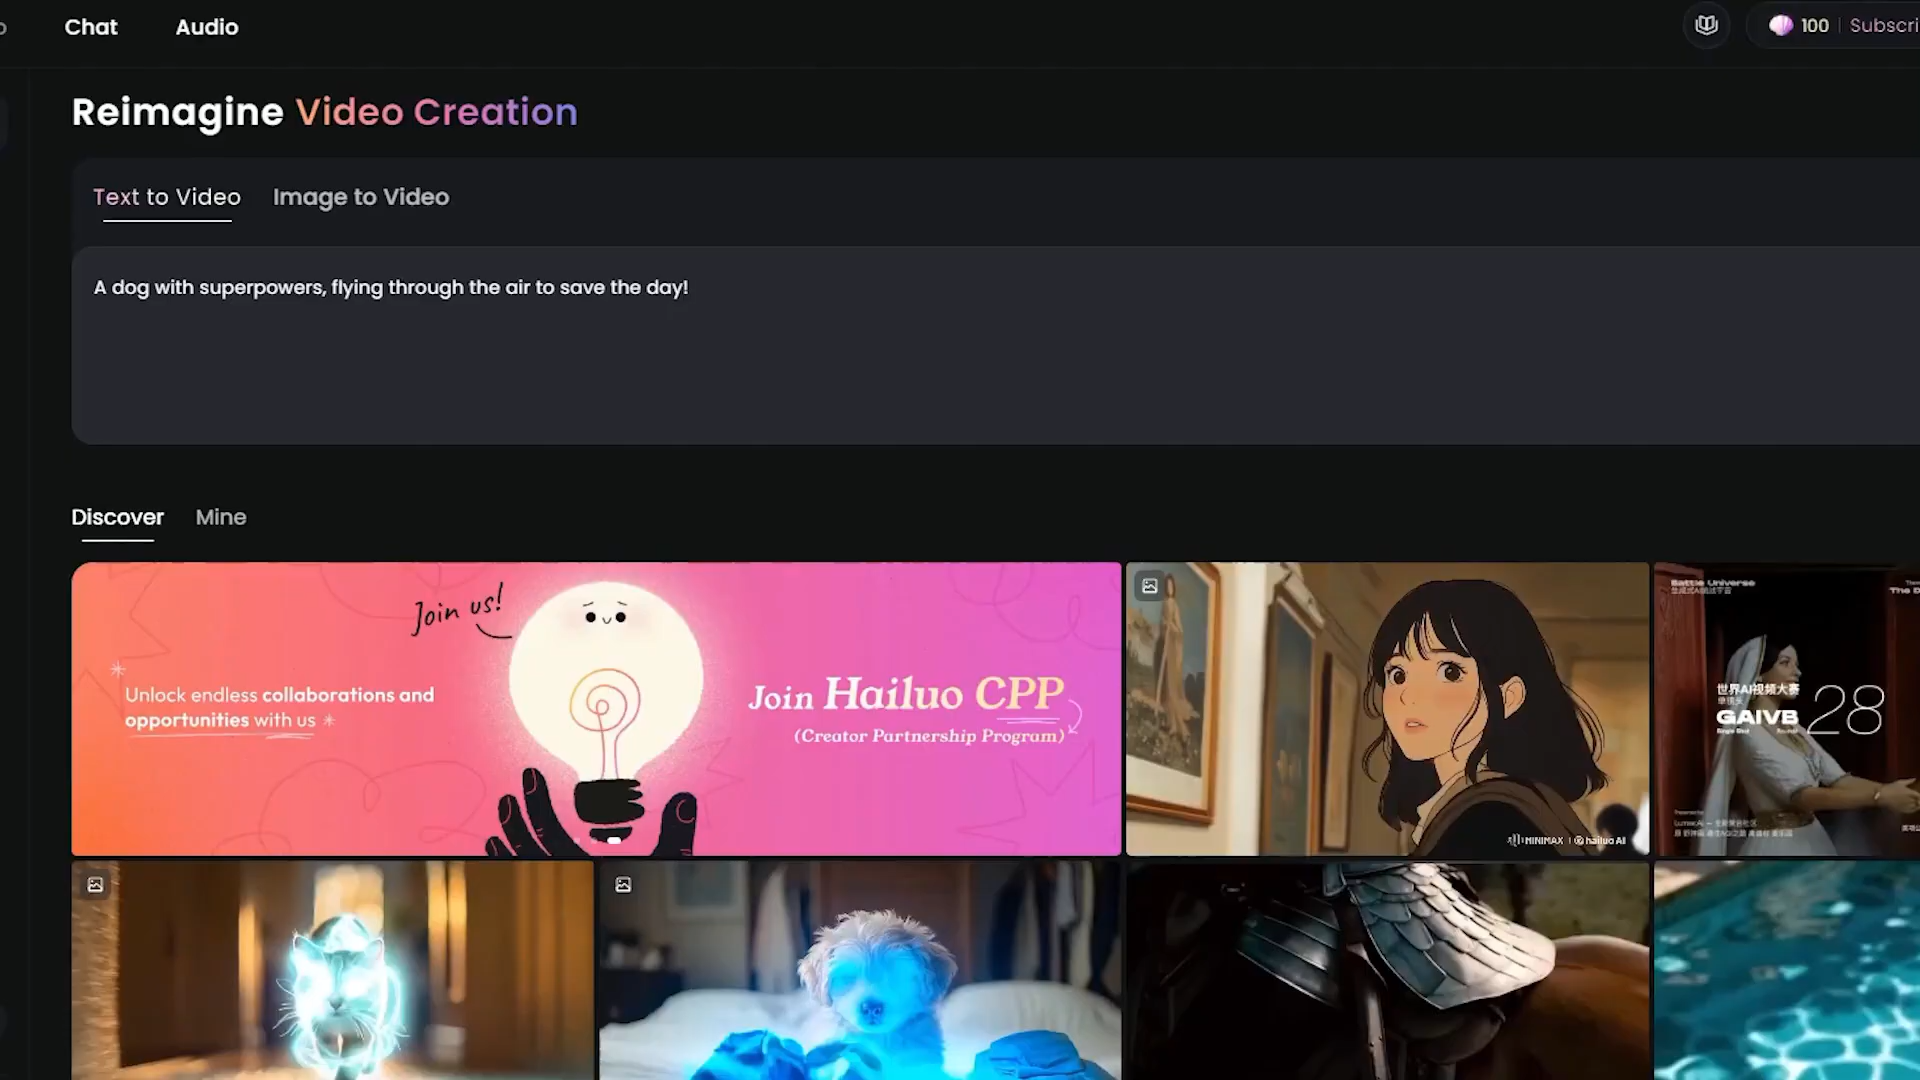 Chat
Audio
100
Subscri
Reimagine Video Creation
Text to Video
Image to Video
A dog with superpowers, flying through the air to save the day!
Discover
Mine
Join us!
Unlock endless collaborations and
opportunities with us
Join Hailuo CPP
(Creator Partnership Program)
MINIMAX
hailuo AI
Battle Universe
The D
世界AI视频大赛
GAIVB
28